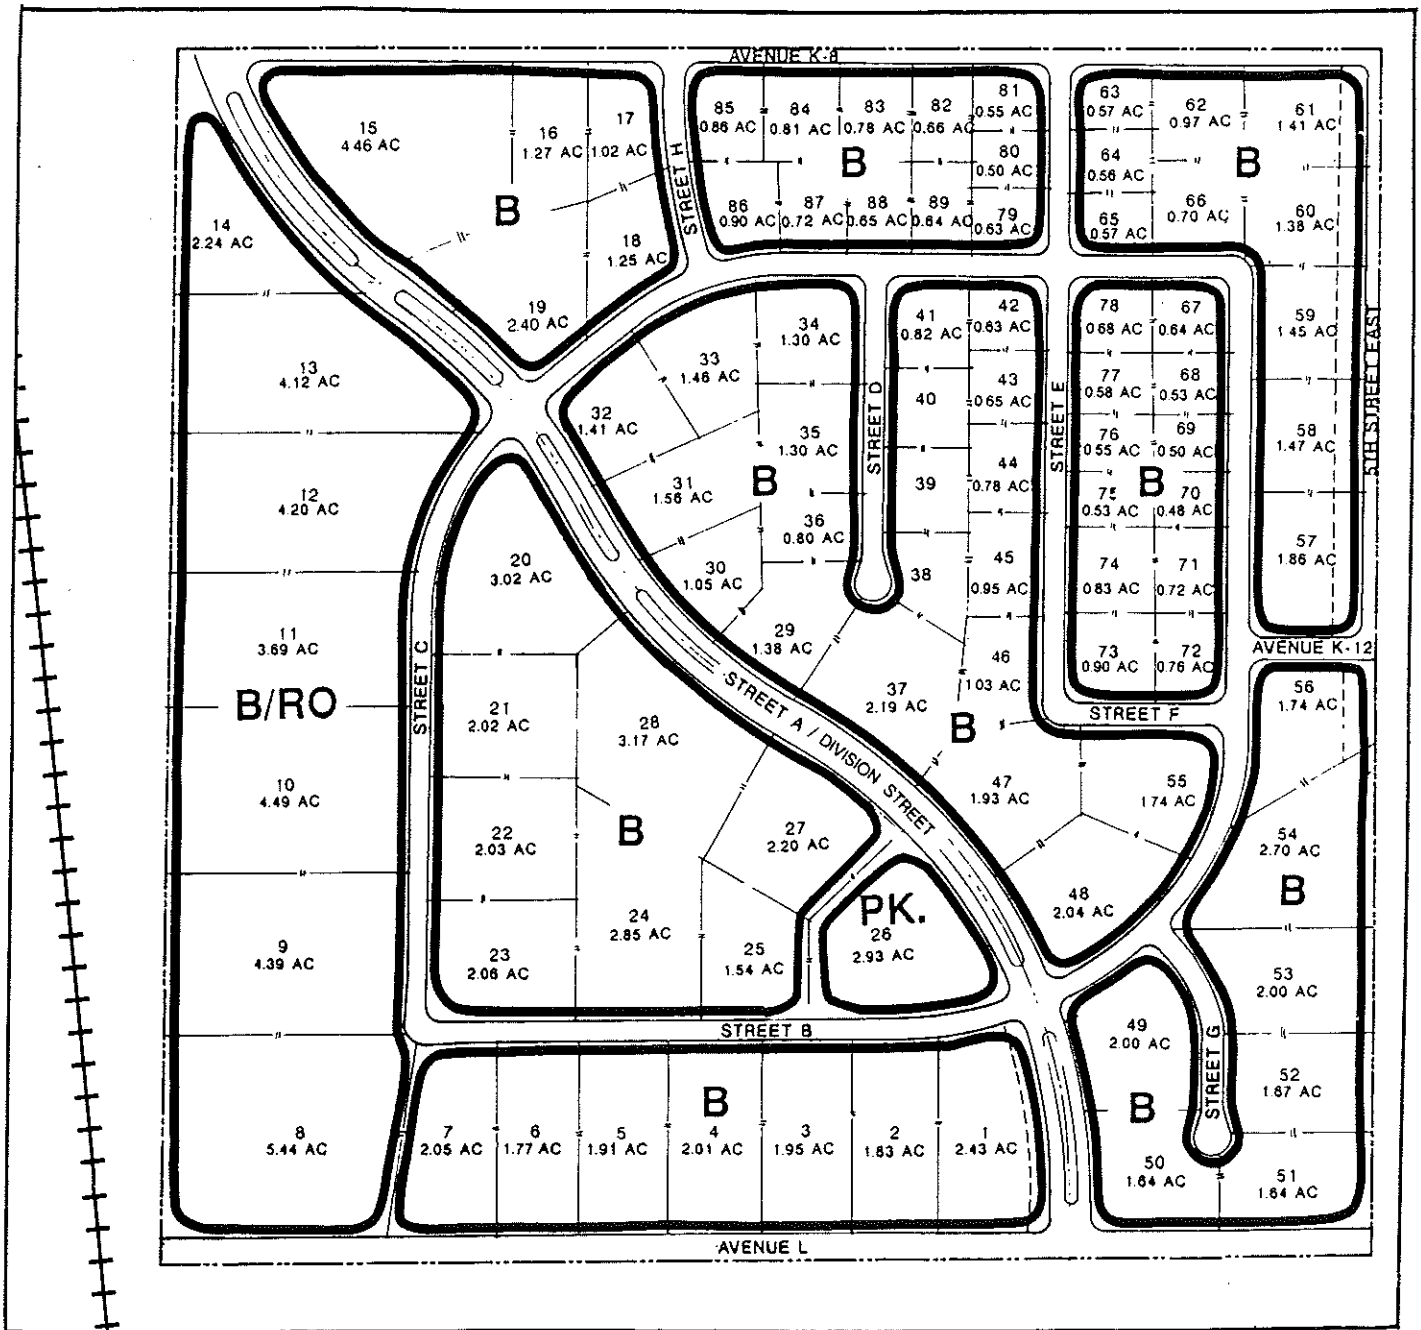 AVENUE K-8
15
4.46 AC
16
1.27 AC
17
1.02 AC
B
18
1.25 AC
19
2.40 AC
STREET H
85
0.86 AC
84
0.81 AC
83
0.78 AC
82
0.66 AC
81
0.55 AC
80
0.50 AC
B
86
0.90 AC
87
0.72 AC
88
0.65 AC
89
0.64 AC
79
0.63 AC
63
0.57 AC
62
0.97 AC
61
1.41 AC
64
0.56 AC
B
65
0.57 AC
66
0.70 AC
60
1.38 AC
59
1.45 AC
58
1.47 AC
57
1.86 AC
5TH STREET EAST
14
2.24 AC
13
4.12 AC
12
4.20 AC
11
3.69 AC
B/RO
10
4.49 AC
9
4.39 AC
8
5.44 AC
34
1.30 AC
33
1.46 AC
32
1.41 AC
35
1.30 AC
31
1.56 AC
B
36
0.80 AC
30
1.05 AC
29
1.38 AC
STREET D
41
0.82 AC
42
0.63 AC
40
43
0.65 AC
39
44
0.78 AC
38
45
0.95 AC
46
1.03 AC
37
2.19 AC
B
47
1.93 AC
55
1.74 AC
48
2.04 AC
STREET E
78
0.68 AC
67
0.64 AC
77
0.58 AC
68
0.53 AC
76
0.55 AC
69
0.50 AC
B
75
0.53 AC
70
0.48 AC
74
0.83 AC
71
0.72 AC
73
0.90 AC
72
0.76 AC
STREET F
AVENUE K-12
56
1.74 AC
54
2.70 AC
B
53
2.00 AC
52
1.87 AC
51
1.64 AC
STREET G
49
2.00 AC
B
50
1.64 AC
STREET C
20
3.02 AC
21
2.02 AC
28
3.17 AC
22
2.03 AC
B
27
2.20 AC
23
2.06 AC
24
2.85 AC
25
1.54 AC
STREET A / DIVISION STREET
PK.
26
2.93 AC
STREET B
B
7
2.05 AC
6
1.77 AC
5
1.91 AC
4
2.01 AC
3
1.95 AC
2
1.83 AC
1
2.43 AC
AVENUE L